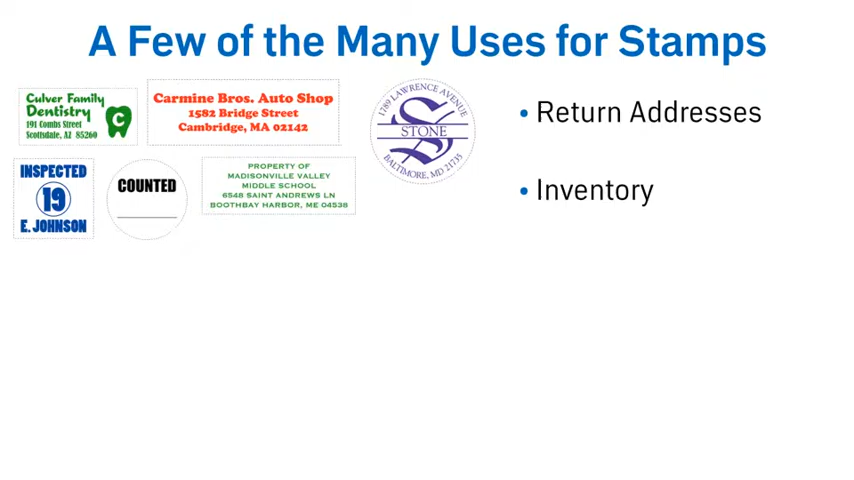 A Few of the Many Uses for Stamps
Culver Family
Dentistry
191 Combs Street
Scottsdale, AZ 85260
C
Carmine Bros. Auto Shop
1582 Bridge Street
Cambridge, MA 02142
1789 LAWRENCE AVENUE
S
STONE
BALTIMORE, MD 21735
INSPECTED
19
E. JOHNSON
COUNTED
PROPERTY OF
MADISONVILLE VALLEY
MIDDLE SCHOOL
6548 SAINT ANDREWS LN
BOOTHBAY HARBOR, ME 04538
• Return Addresses
• Inventory